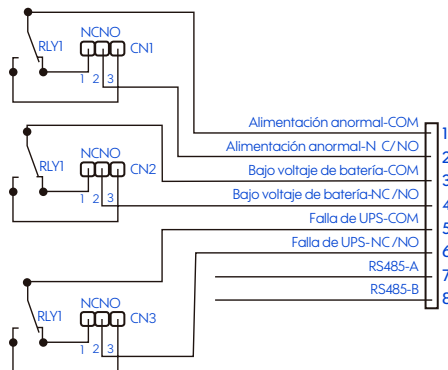 NCNO
RLY1
CN1
1 2 3
Alimentación anormal-COM 1
Alimentación anormal-N C/NO 2
NCNO
RLY1
CN2
1 2 3
Bajo voltaje de batería-COM 3
Bajo voltaje de batería-NC/NO 4
Falla de UPS-COM 5
Falla de UPS-NC/NO 6
RS485-A 7
RS485-B 8
NCNO
RLY1
CN3
1 2 3